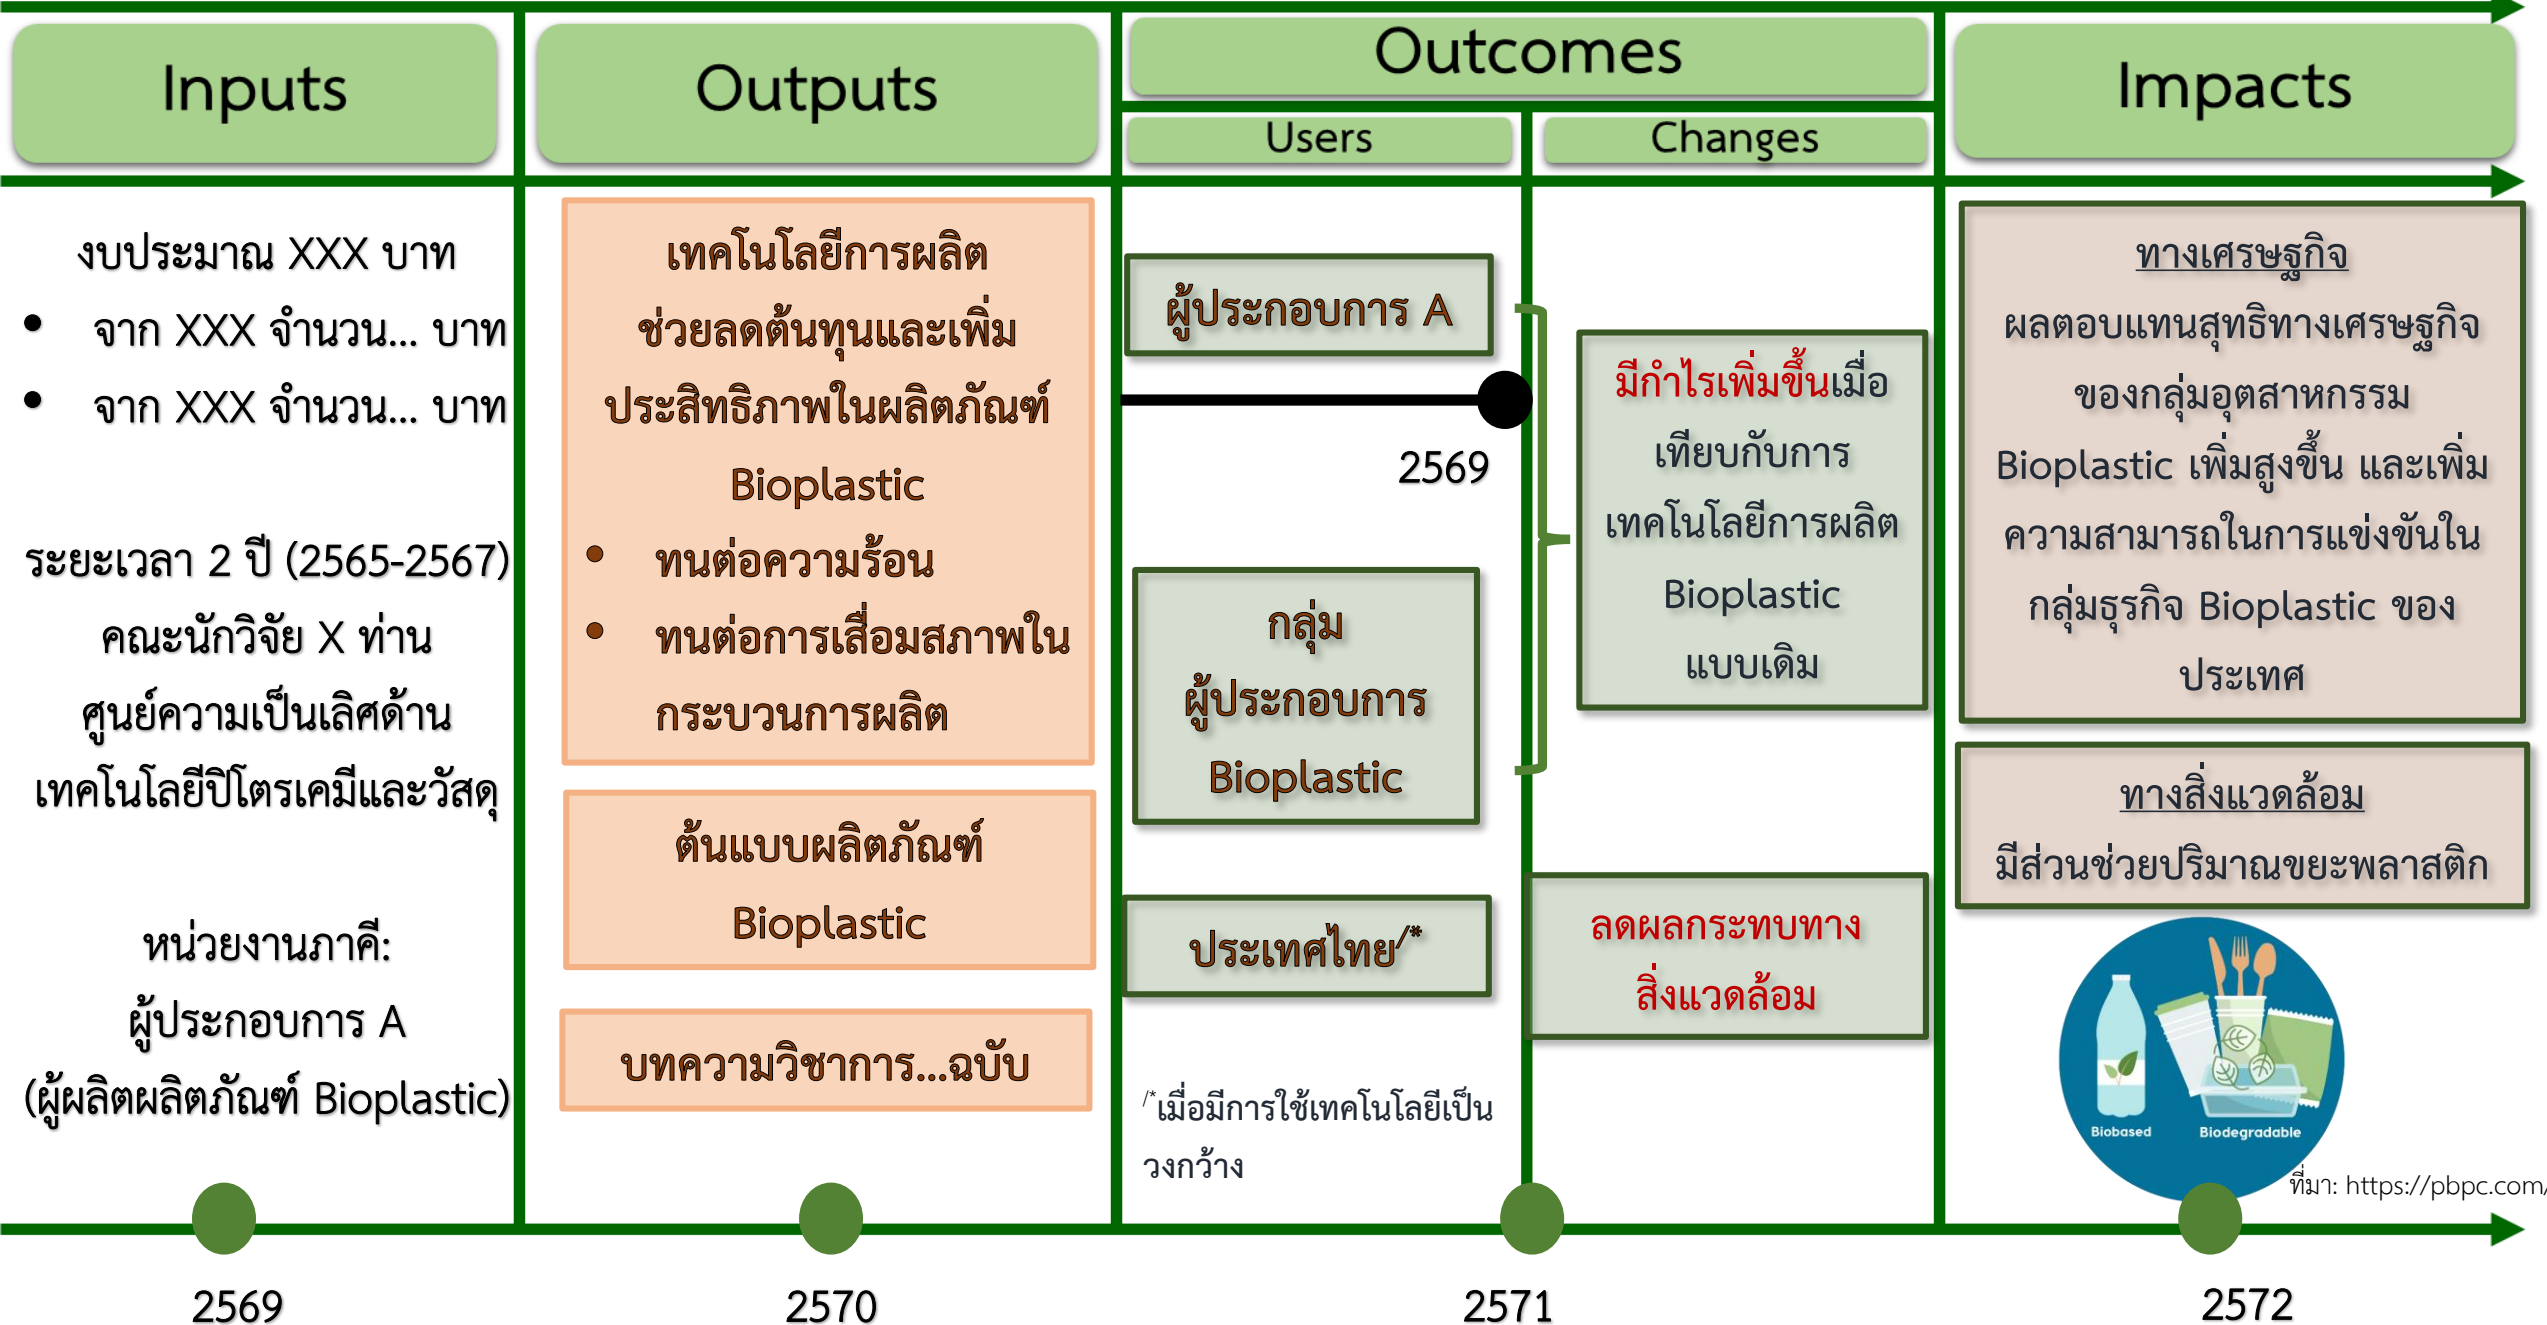 Inputs
Outputs
Outcomes
Users
Changes
Impacts
งบประมาณ XXX บาท
• จาก XXX จำนวน... บาท
• จาก XXX จำนวน... บาท
ระยะเวลา 2 ปี (2565-2567)
คณะนักวิจัย X ท่าน
ศูนย์ความเป็นเลิศด้าน
เทคโนโลยีปิโตรเคมีและวัสดุ
หน่วยงานภาคี:
ผู้ประกอบการ A
(ผู้ผลิตผลิตภัณฑ์ Bioplastic)
เทคโนโลยีการผลิต
ช่วยลดต้นทุนและเพิ่ม
ประสิทธิภาพในผลิตภัณฑ์
Bioplastic
• ทนต่อความร้อน
• ทนต่อการเสื่อมสภาพใน
กระบวนการผลิต
ต้นแบบผลิตภัณฑ์
Bioplastic
บทความวิชาการ...ฉบับ
ผู้ประกอบการ A
2569
กลุ่ม
ผู้ประกอบการ
Bioplastic
ประเทศไทย/*
/*เมื่อมีการใช้เทคโนโลยีเป็น
วงกว้าง
มีกำไรเพิ่มขึ้นเมื่อ
เทียบกับการ
เทคโนโลยีการผลิต
Bioplastic
แบบเดิม
ลดผลกระทบทาง
สิ่งแวดล้อม
ทางเศรษฐกิจ
ผลตอบแทนสุทธิทางเศรษฐกิจ
ของกลุ่มอุตสาหกรรม
Bioplastic เพิ่มสูงขึ้น และเพิ่ม
ความสามารถในการแข่งขันใน
กลุ่มธุรกิจ Bioplastic ของ
ประเทศ
ทางสิ่งแวดล้อม
มีส่วนช่วยปริมาณขยะพลาสติก
Biobased
Biodegradable
ที่มา: https://pbpc.com/
2569
2570
2571
2572